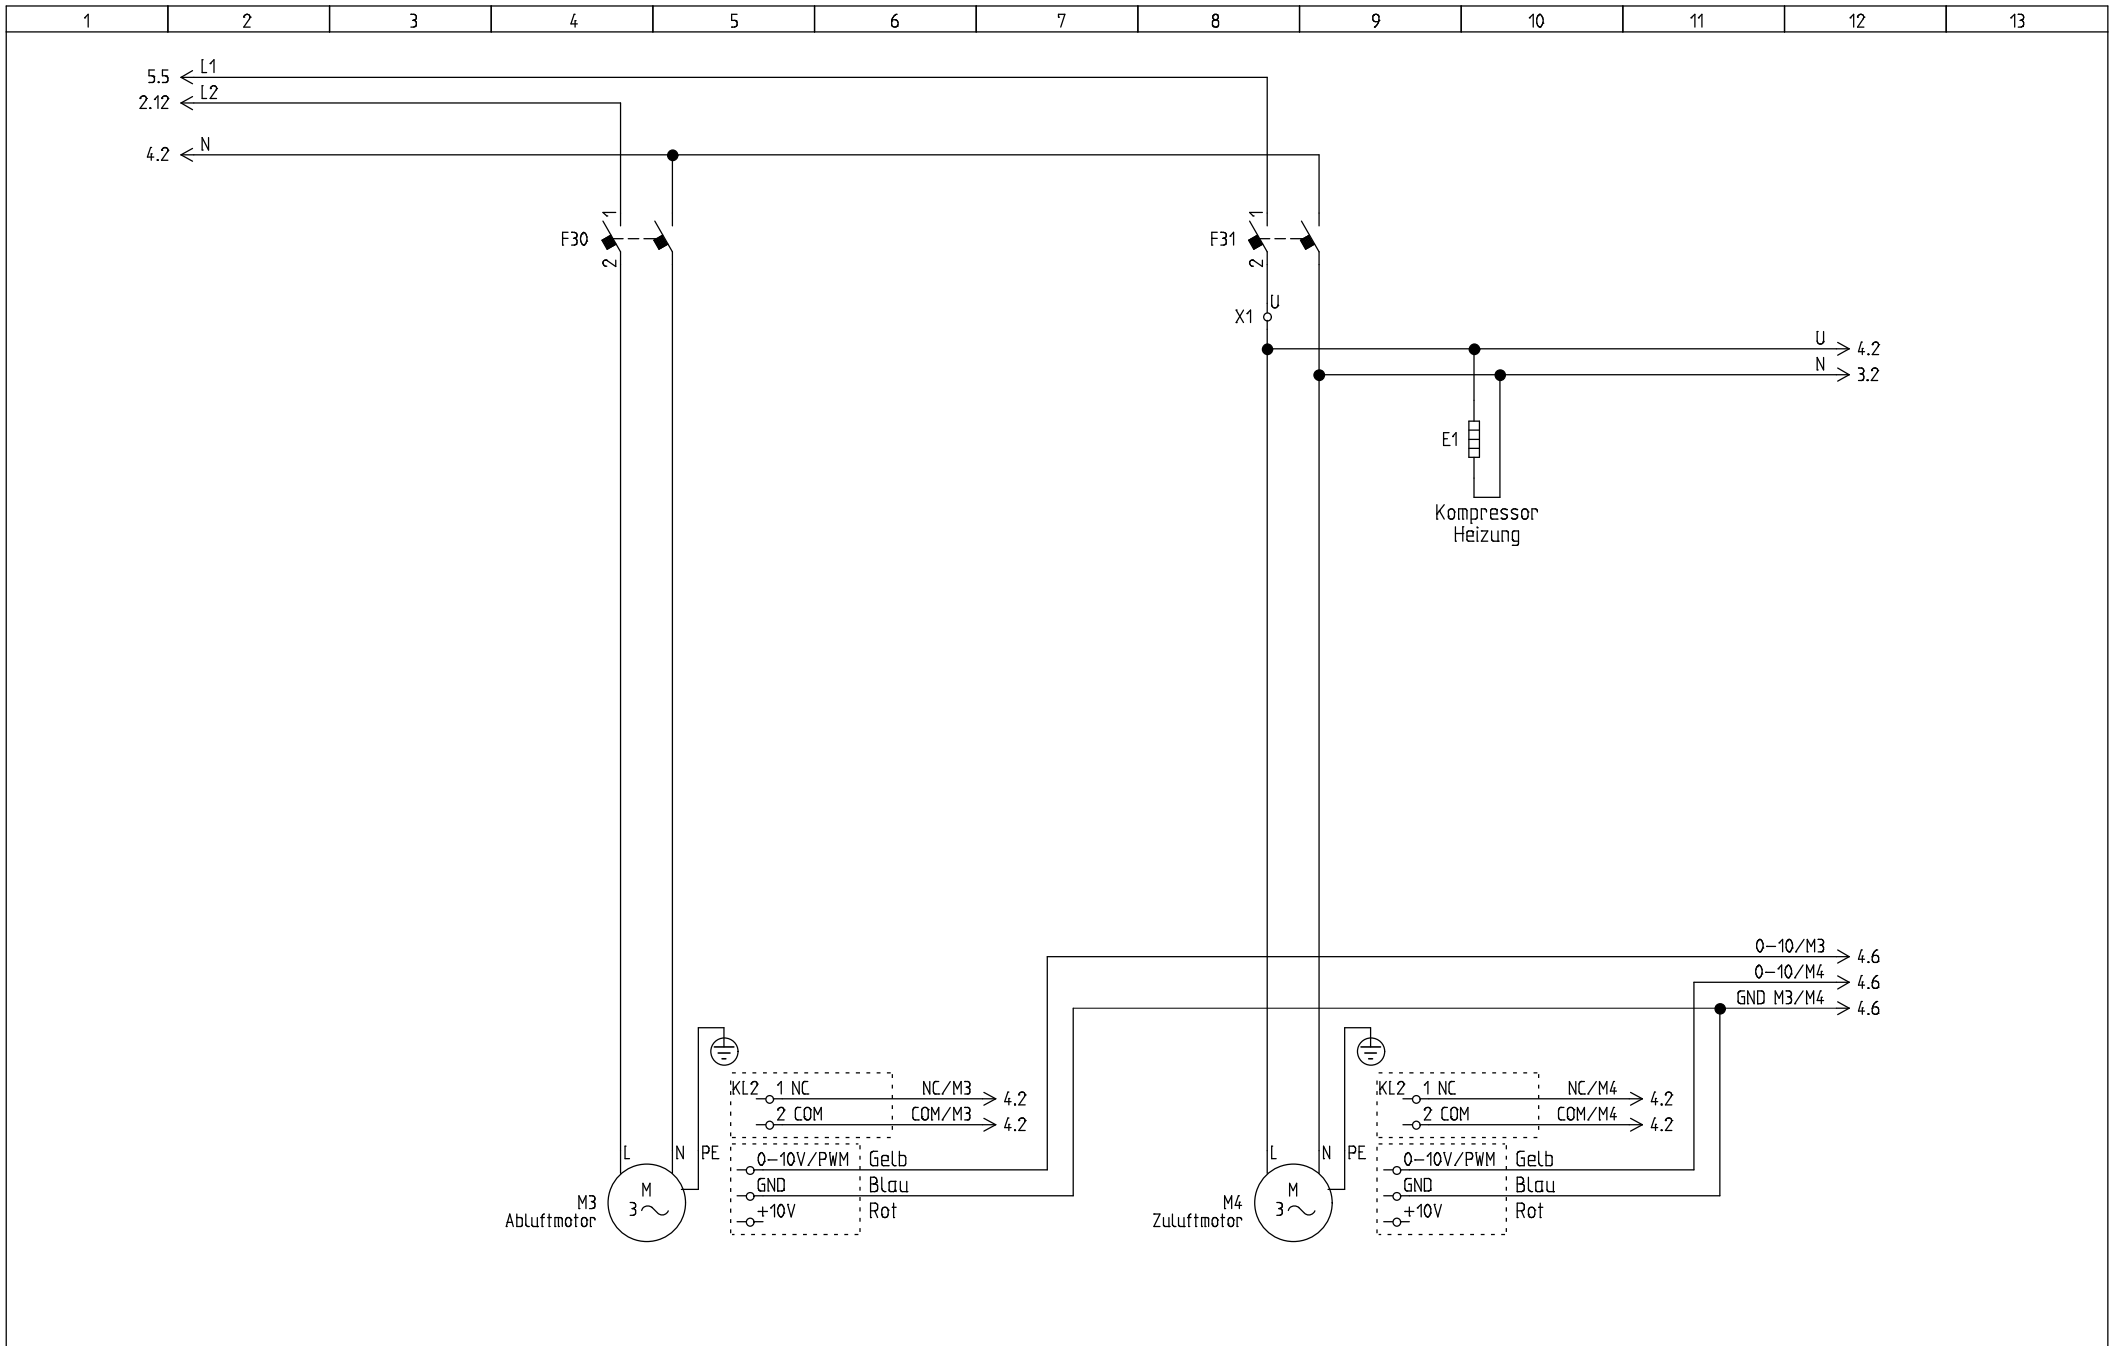 1 2 3 4 5 6 7 8 9 10 11 12 13
5.5 L1
2.12 L2
4.2 N
F30 1 2
F31 1 2
X1 U
U 4.2
N 3.2
E1
Kompressor
Heizung
0-10/M3 4.6
0-10/M4 4.6
GND M3/M4 4.6
KL2 1 NC NC/M3 4.2
2 COM COM/M3 4.2
L N PE
0-10V/PWM Gelb
GND Blau
+10V Rot
M3
Abluftmotor
M
3
KL2 1 NC NC/M4 4.2
2 COM COM/M4 4.2
L N PE
0-10V/PWM Gelb
GND Blau
+10V Rot
M4
Zuluftmotor
M
3